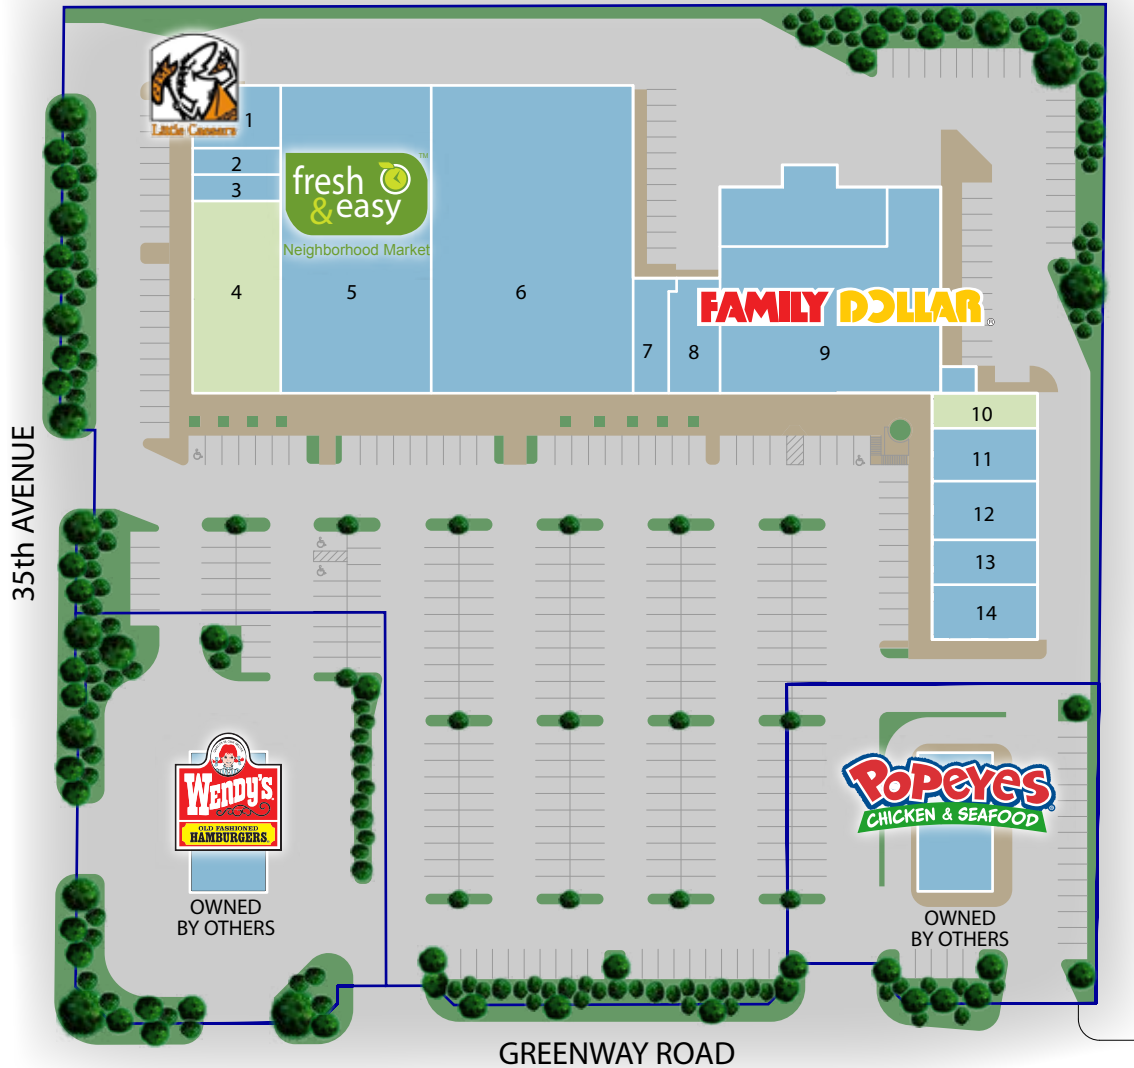 Little Caesars
1
2
3
fresh
& easy
™
Neighborhood Market
4
5
6
FAMILY DOLLAR
®
7
8
9
10
11
12
13
14
35th AVENUE
WENDY'S
OLD FASHIONED
HAMBURGERS
OWNED
BY OTHERS
POPEYES
CHICKEN & SEAFOOD
OWNED
BY OTHERS
GREENWAY ROAD